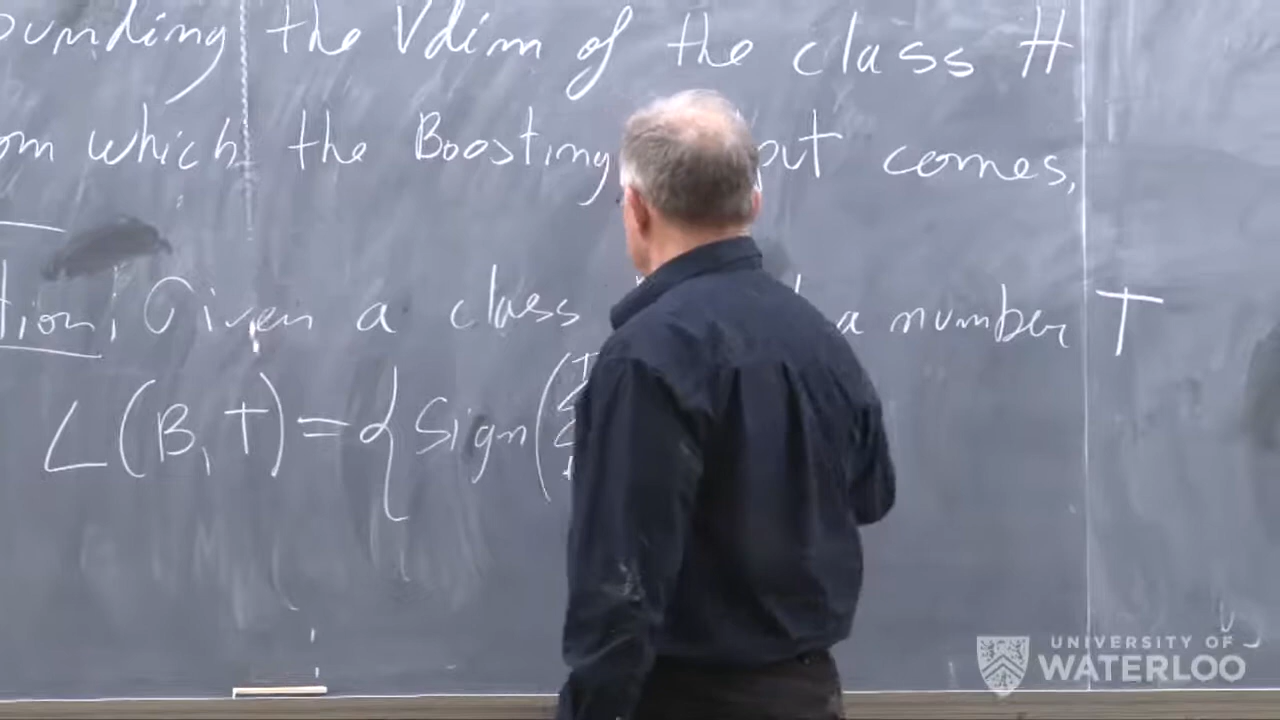 ounding the Vdim of the class H
om which the Boosting put comes,
tion: Given a class a number T
L(B,T)={Sign(
UNIVERSITY OF
WATERLOO